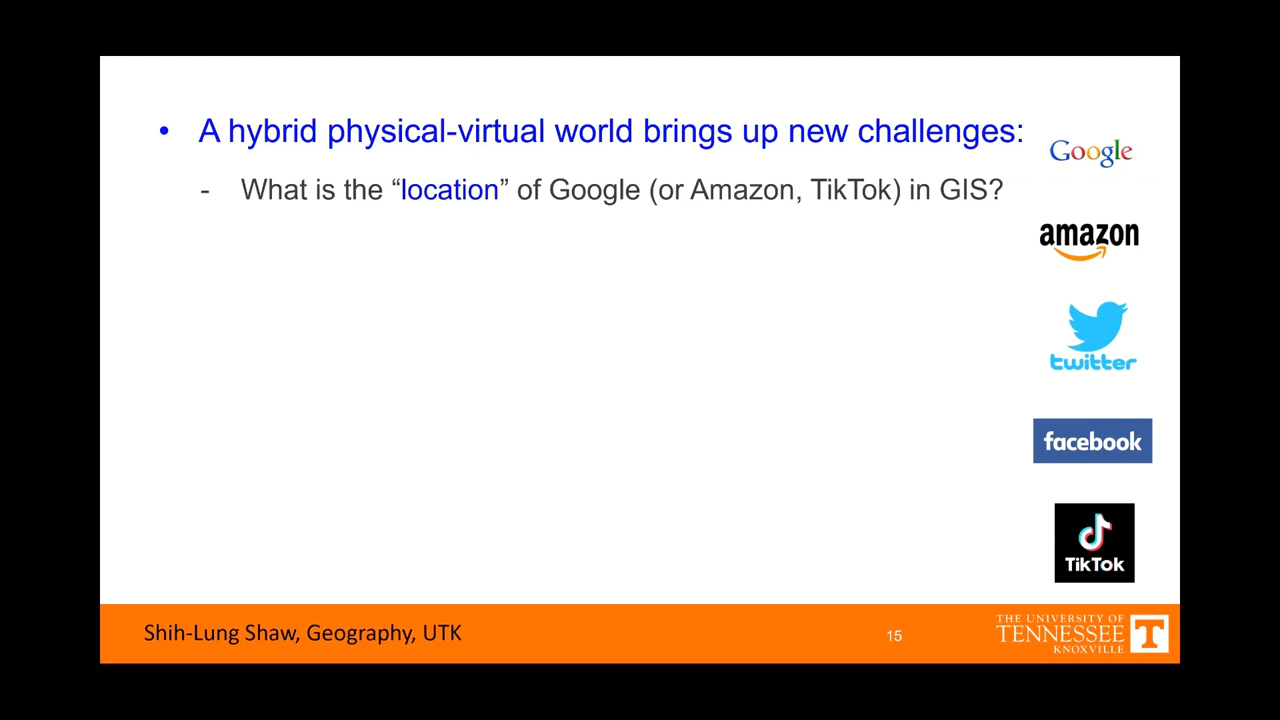 • A hybrid physical-virtual world brings up new challenges:
- What is the “location” of Google (or Amazon, TikTok) in GIS?
Google
amazon
twitter
facebook
TikTok
Shih-Lung Shaw, Geography, UTK
15
THE UNIVERSITY OF
TENNESSEE
KNOXVILLE
T